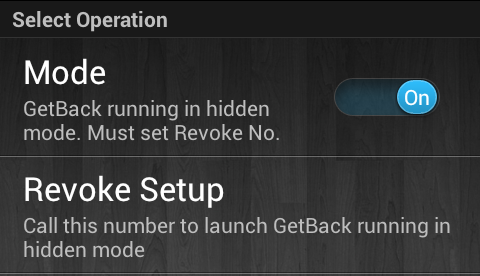 Select Operation
Mode
GetBack running in hidden
mode. Must set Revoke No.
On
Revoke Setup
Call this number to launch GetBack running in
hidden mode